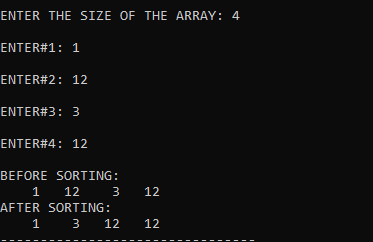 ENTER THE SIZE OF THE ARRAY: 4
ENTER#1: 1
ENTER#2: 12
ENTER#3: 3
ENTER#4: 12
BEFORE SORTING:
    1   12    3   12
AFTER SORTING:
    1    3   12   12
--------------------------------